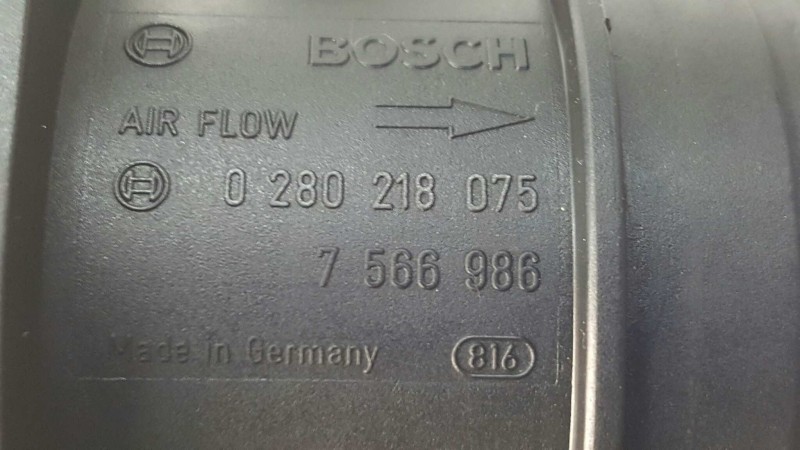 BOSCH
AIR FLOW
0 280 218 075
7 566 986
Made in Germany 816